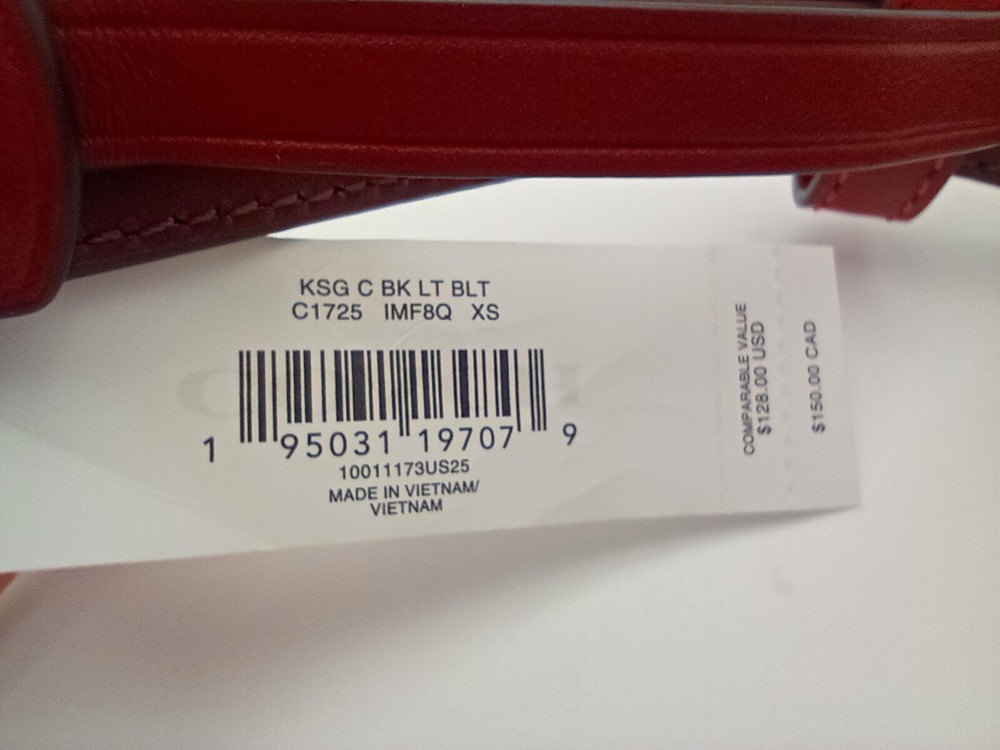 KSG C BK LT BLT
C1725 IMF8Q XS
1 95031 19707 9
10011173US25
MADE IN VIETNAM/
VIETNAM
COMPARABLE VALUE
$128.00 USD
$150.00 CAD